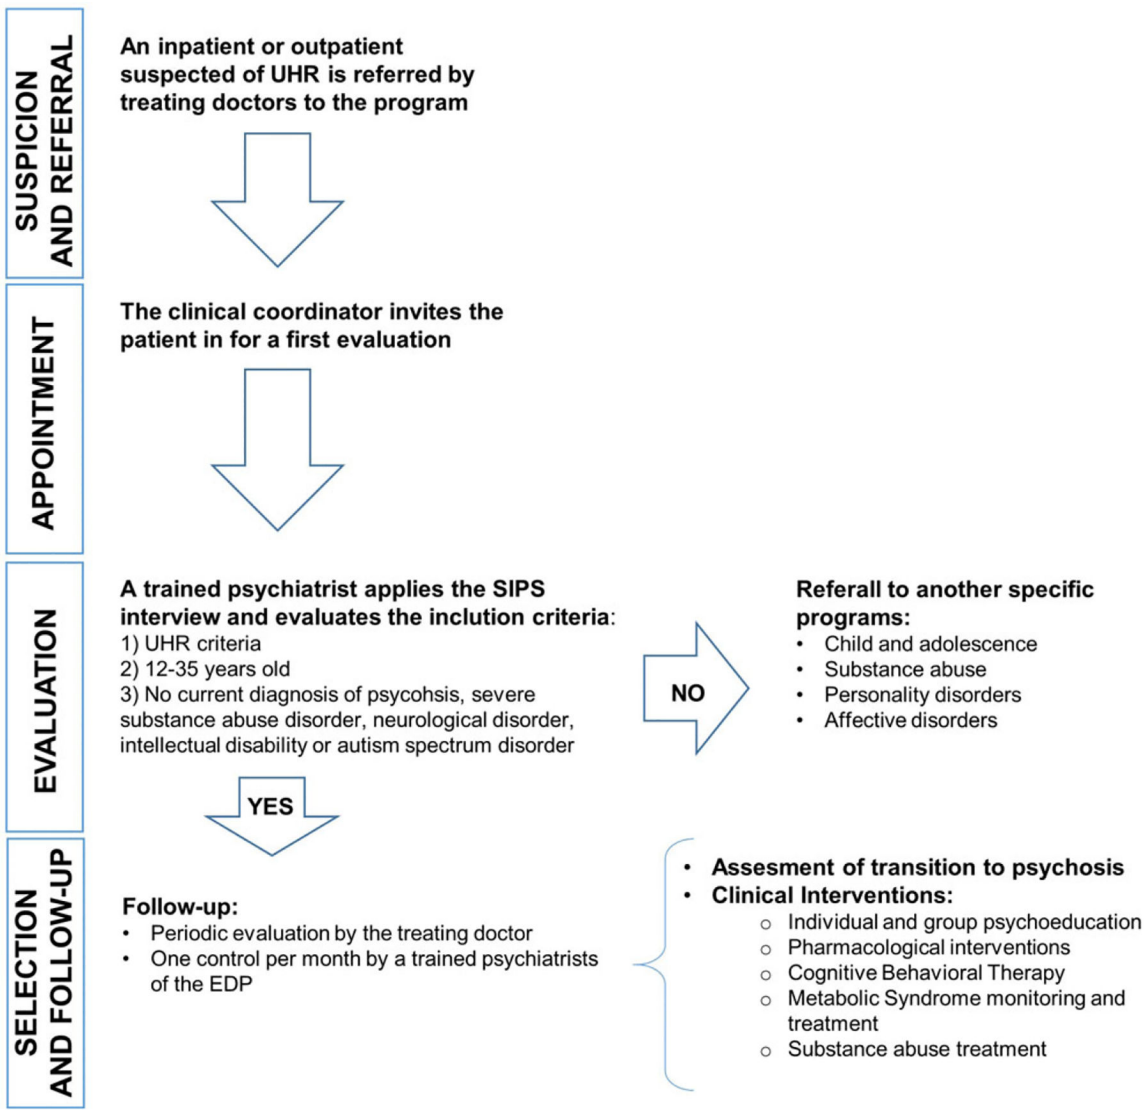 SUSPICION
AND REFERRAL
An inpatient or outpatient
suspected of UHR is referred by
treating doctors to the program
APPOINTMENT
The clinical coordinator invites the
patient in for a first evaluation
EVALUATION
A trained psychiatrist applies the SIPS
interview and evaluates the inclution criteria:
1) UHR criteria
2) 12-35 years old
3) No current diagnosis of psycohsis, severe
substance abuse disorder, neurological disorder,
intellectual disability or autism spectrum disorder
NO
Referall to another specific
programs:
• Child and adolescence
• Substance abuse
• Personality disorders
• Affective disorders
YES
SELECTION
AND FOLLOW-UP
Follow-up:
• Periodic evaluation by the treating doctor
• One control per month by a trained psychiatrists
of the EDP
• Assesment of transition to psychosis
• Clinical Interventions:
o Individual and group psychoeducation
o Pharmacological interventions
o Cognitive Behavioral Therapy
o Metabolic Syndrome monitoring and
treatment
o Substance abuse treatment